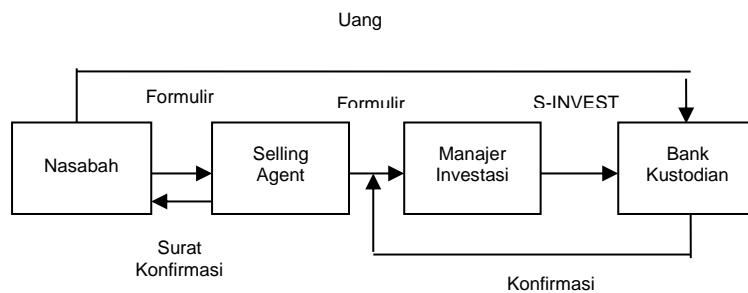 Uang
Formulir
Formulir
S-INVEST
Nasabah
Selling
Agent
Manajer
Investasi
Bank
Kustodian
Surat
Konfirmasi
Konfirmasi